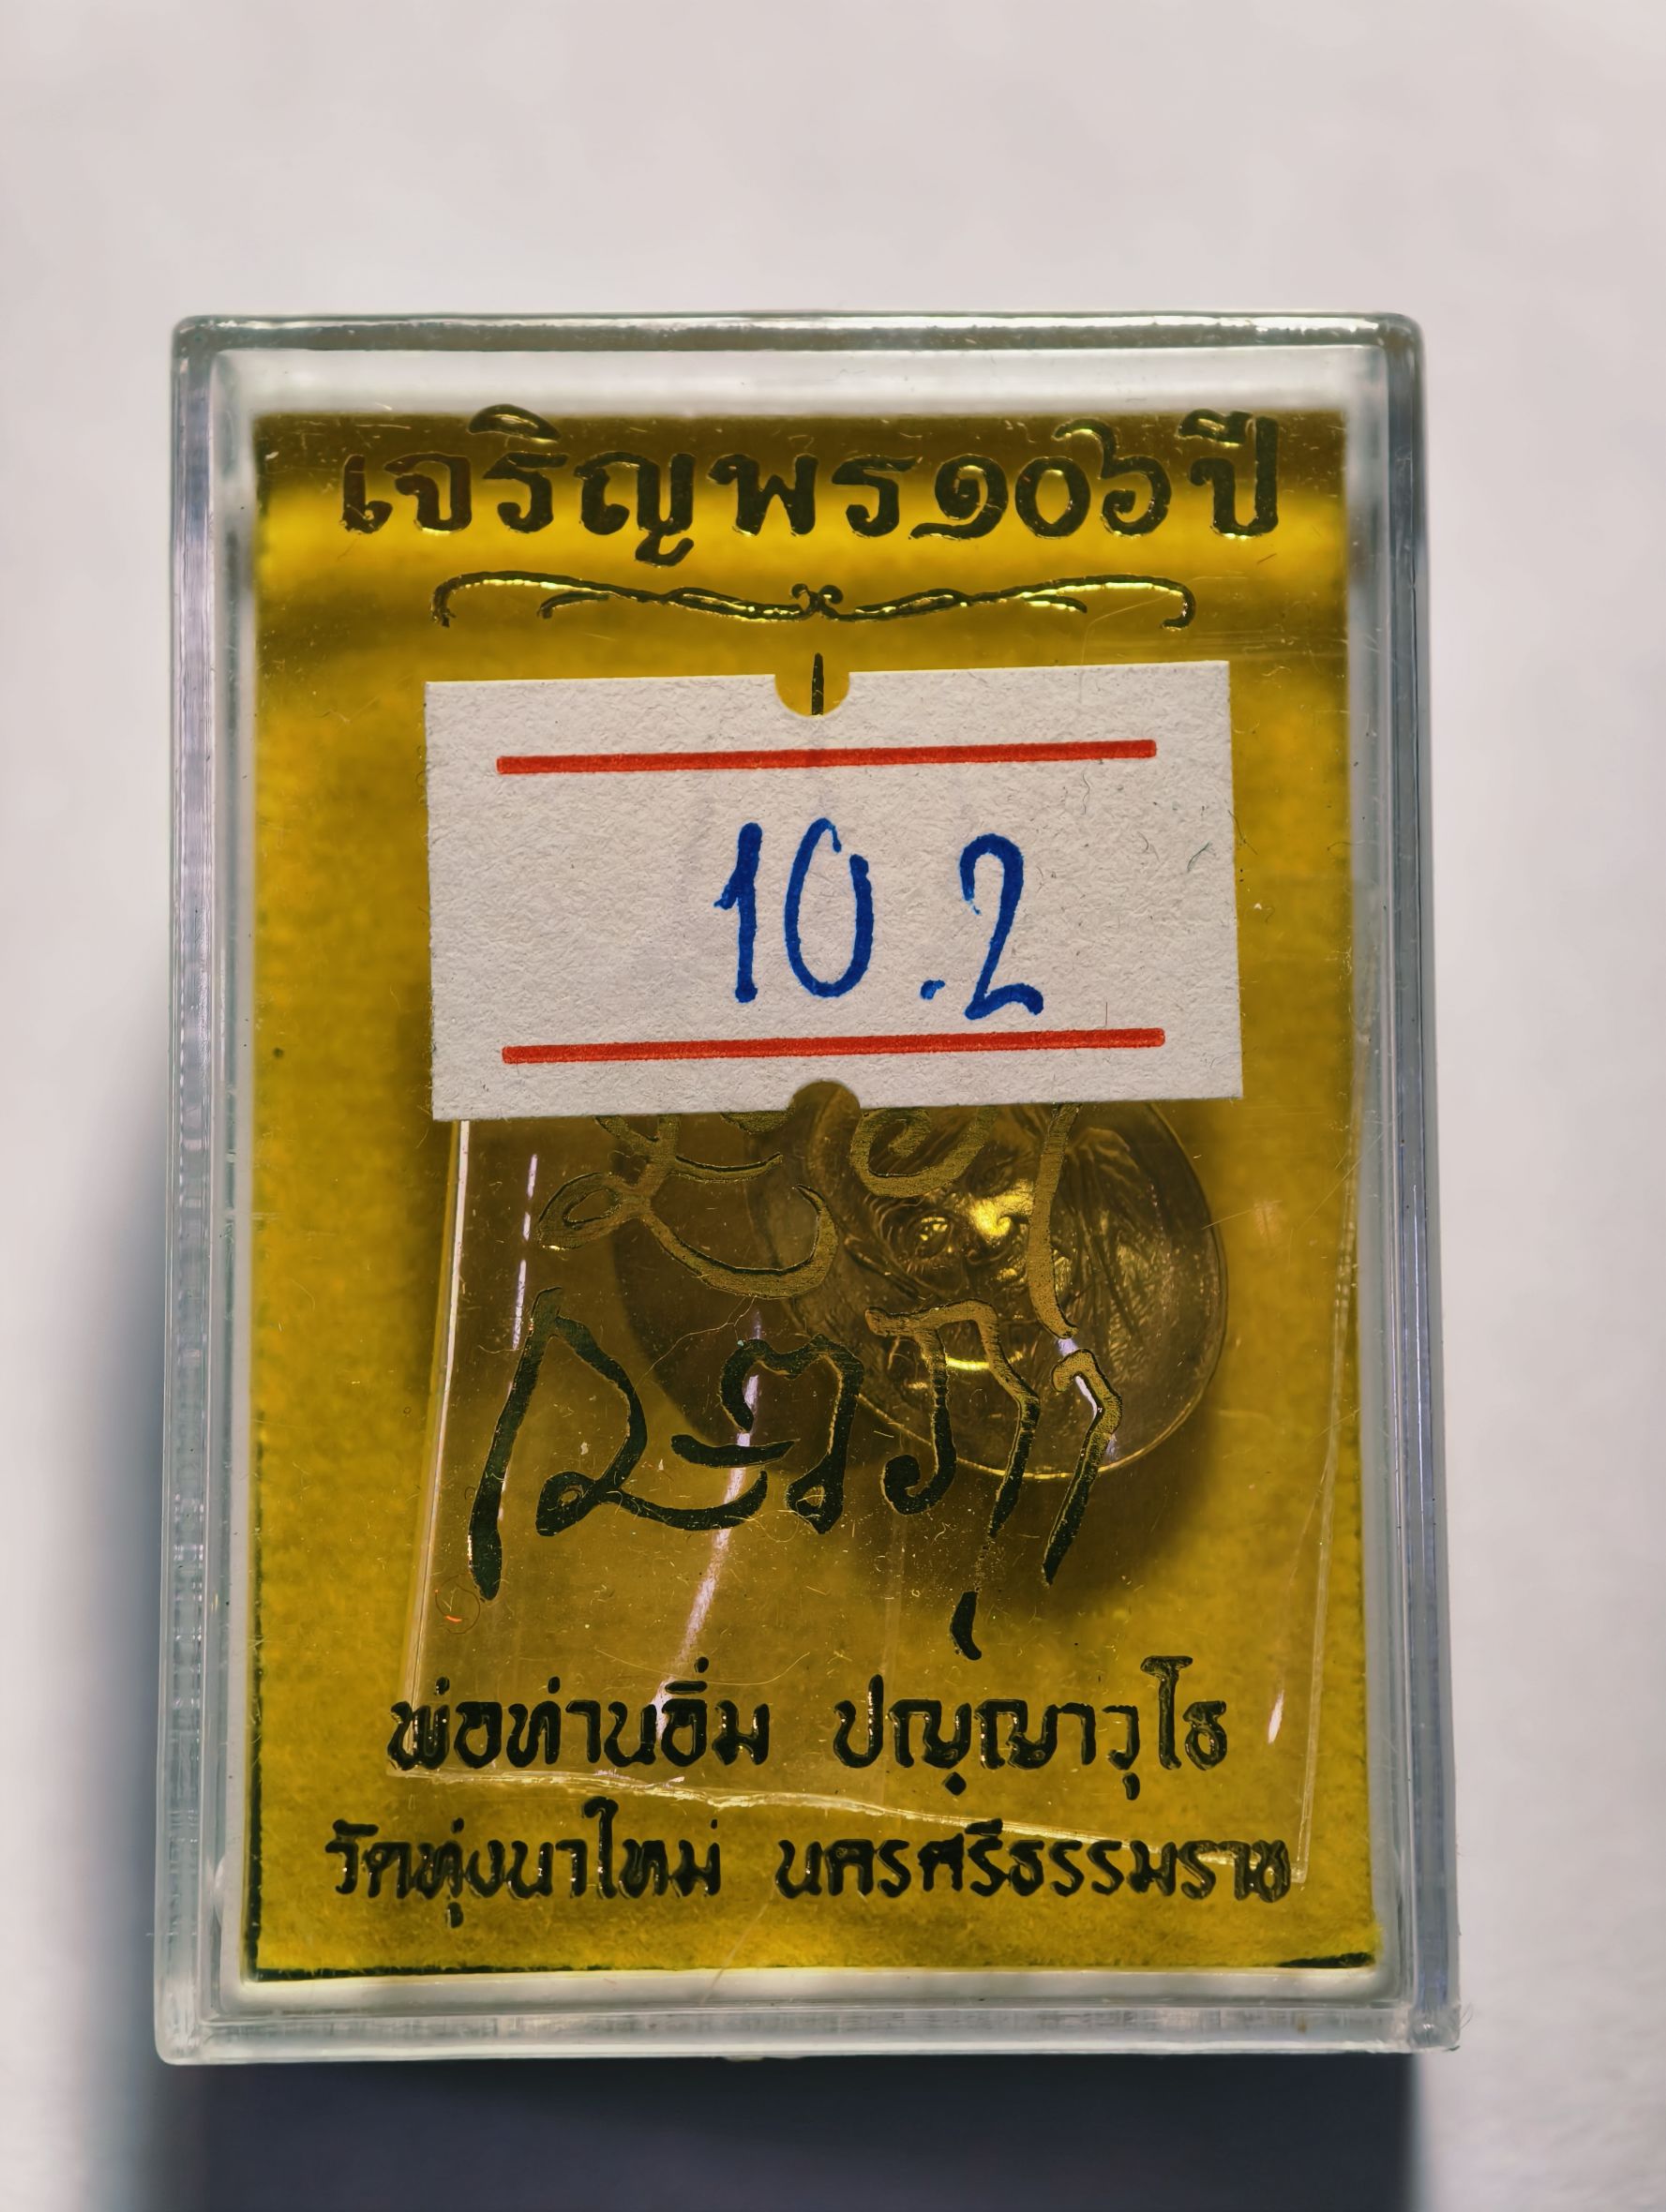 เจริญพร๑๐๖ปี
10.2
พ่อท่านอิ่ม ปญฺญาวุโธ
วัดทุ่งนาใหม่ นครศรีธรรมราช